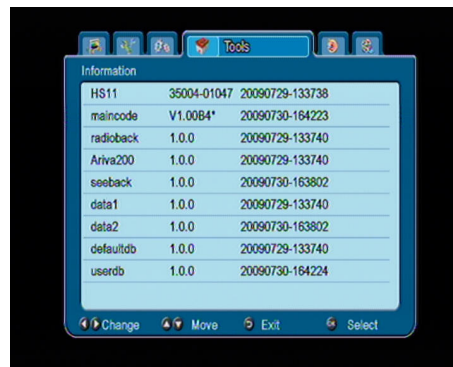 Tools
Information
HS11 35004-01047 20090729-133738
maincode V1.00B4* 20090730-164223
radioback 1.0.0 20090729-133740
Ariva200 1.0.0 20090729-133740
seeback 1.0.0 20090730-163802
data1 1.0.0 20090729-133740
data2 1.0.0 20090730-163802
defaultdb 1.0.0 20090729-133740
userdb 1.0.0 20090730-164224
Change Move Exit Select